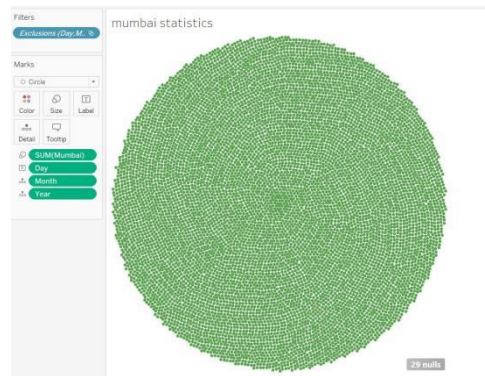 Filters
Exclusions (Day,M..
Marks
Circle
Color
Size
Label
Detail
Tooltip
SUM(Mumbai)
Day
Month
Year
mumbai statistics
29 nulls